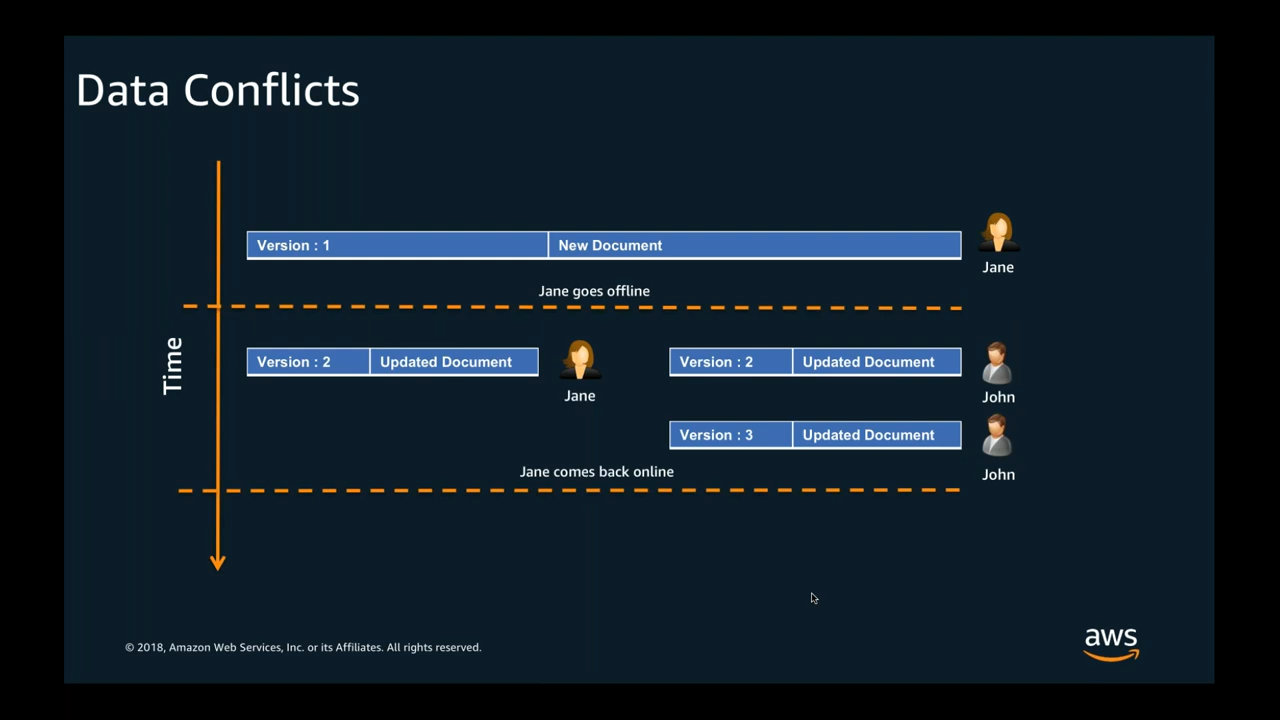 Data Conflicts
Version : 1 New Document
Jane
Jane goes offline
Time
Version : 2 Updated Document
Jane
Version : 2 Updated Document
John
Version : 3 Updated Document
John
Jane comes back online
© 2018, Amazon Web Services, Inc. or its Affiliates. All rights reserved.
aws